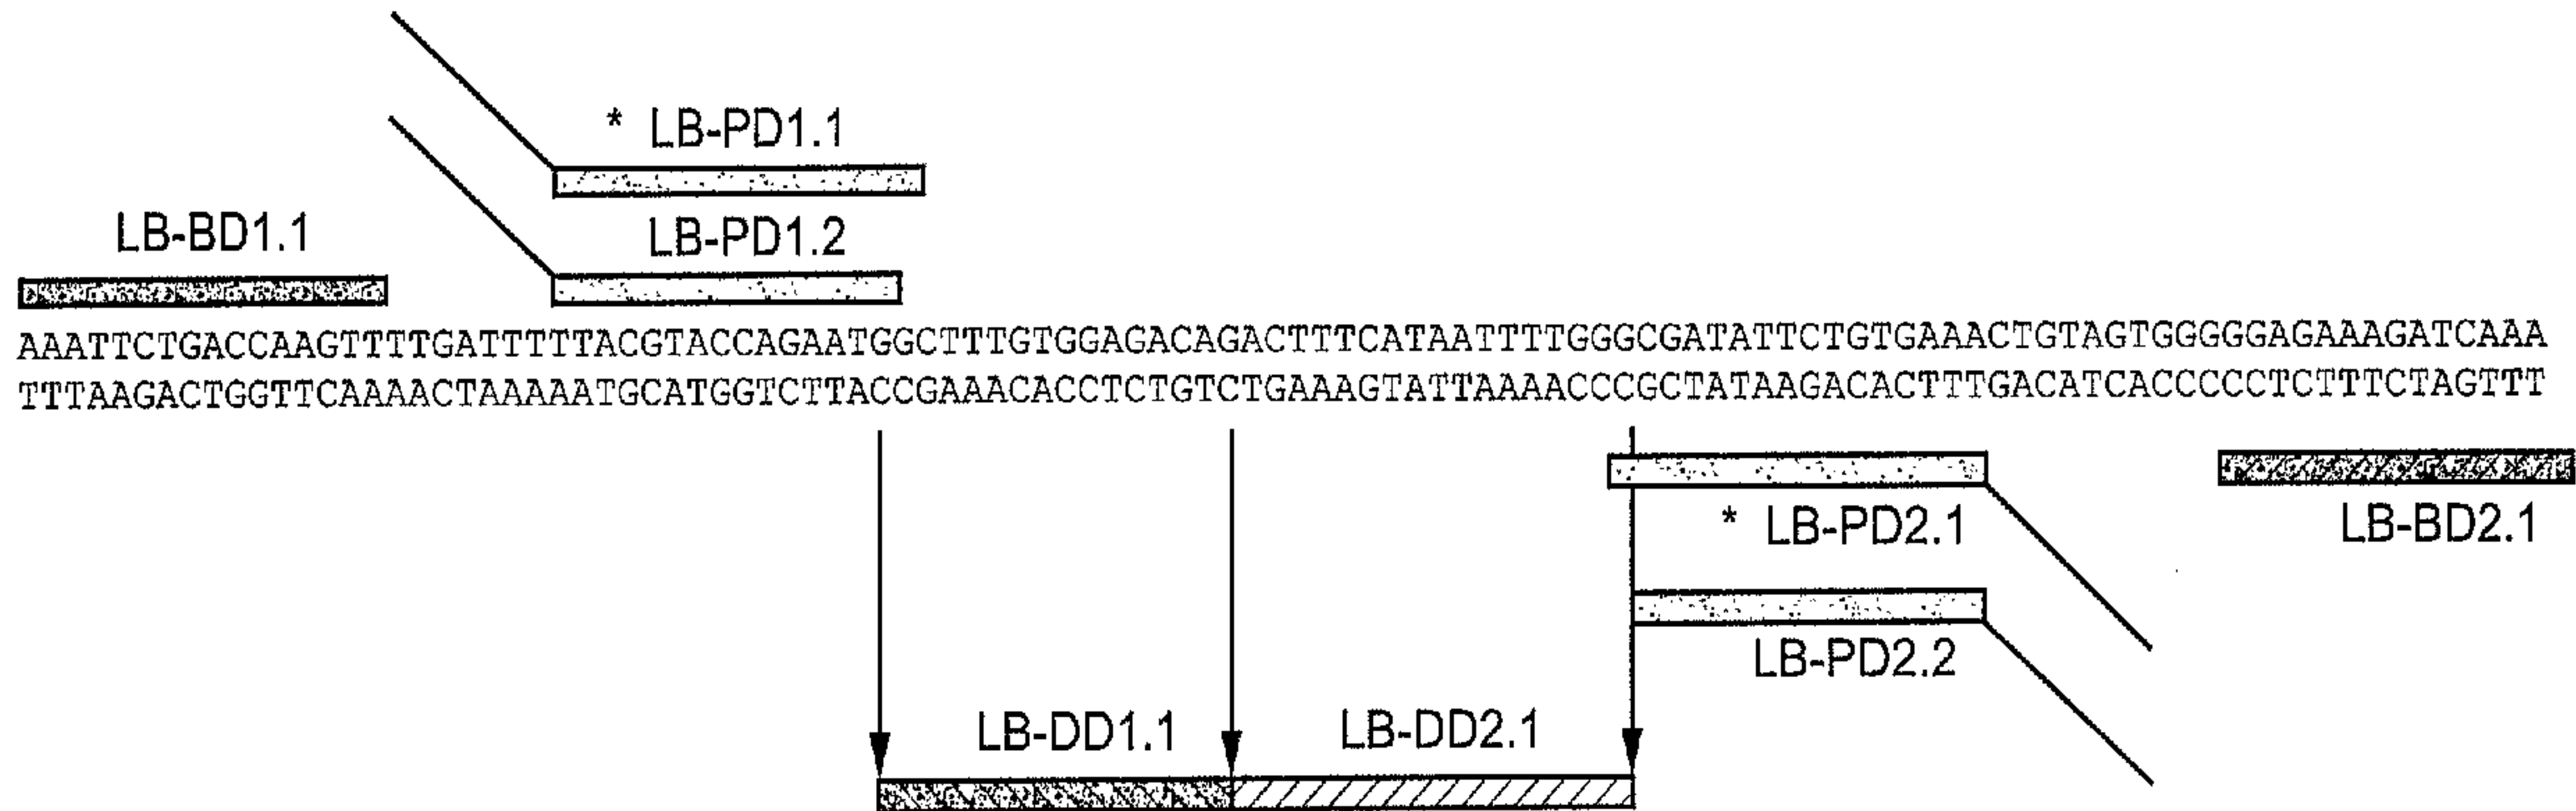 * LB-PD1.1
LB-BD1.1
LB-PD1.2
AAATTCTGACCAAGTTTTGATTTTTACGTACCAGAATGGCTTTGTGGAGACAGACTTTCATAATTTTGGGCGATATTCTGTGAAACTGTAGTGGGGGAGAAAGATCAAA
TTTAAGACTGGTTCAAAACTAAAAATGCATGGTCTTACCGAAACACCTCTGTCTGAAAGTATTAAAACCCGCTATAAGACACTTTGACATCACCCCCTCTTTCTAGTTT
* LB-PD2.1
LB-BD2.1
LB-PD2.2
LB-DD1.1
LB-DD2.1